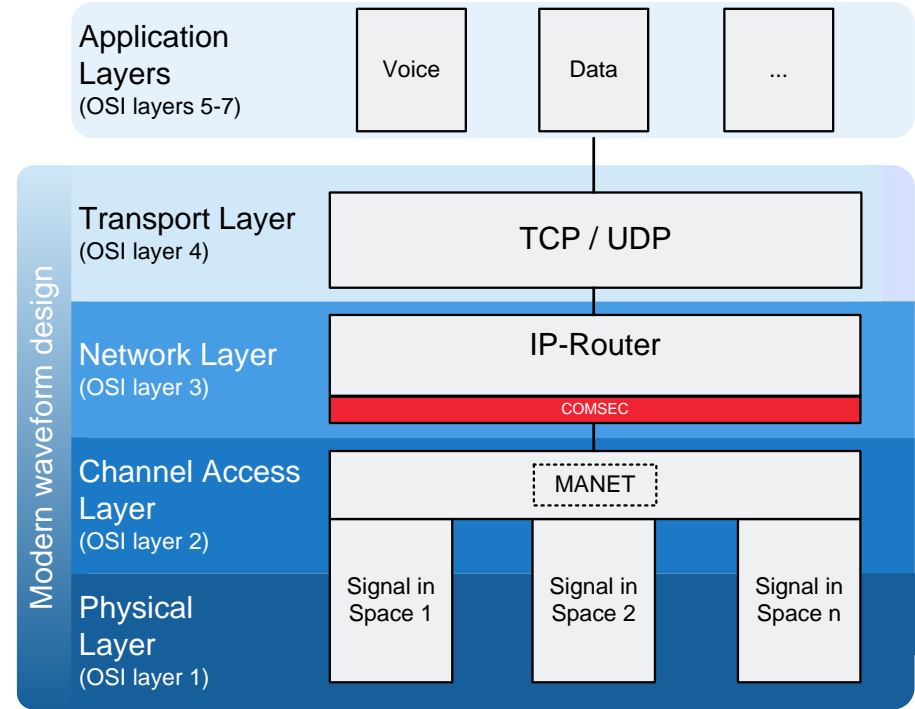 Application
Layers
(OSI layers 5-7)
Voice
Data
...
Modern waveform design
Transport Layer
(OSI layer 4)
TCP / UDP
Network Layer
(OSI layer 3)
IP-Router
COMSEC
Channel Access
Layer
(OSI layer 2)
MANET
Physical
Layer
(OSI layer 1)
Signal in
Space 1
Signal in
Space 2
Signal in
Space n